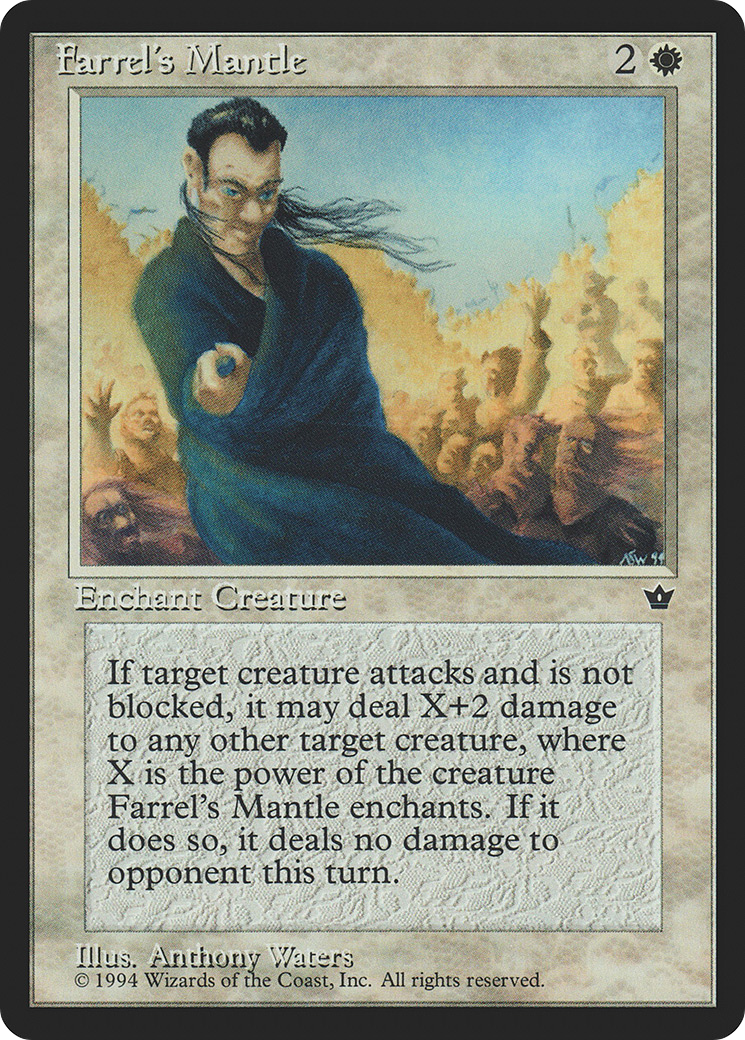 Farrel's Mantle 2
ASW 94
Enchant Creature
If target creature attacks and is not
blocked, it may deal X+2 damage
to any other target creature, where
X is the power of the creature
Farrel's Mantle enchants. If it
does so, it deals no damage to
opponent this turn.
Illus. Anthony Waters
© 1994 Wizards of the Coast, Inc. All rights reserved.